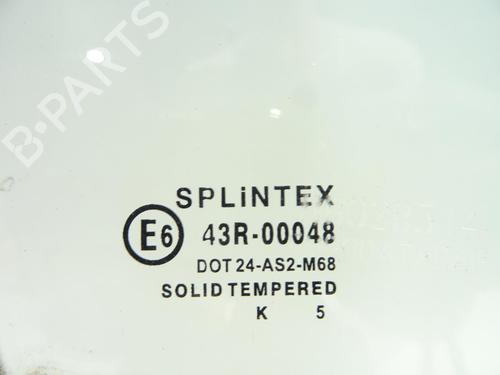 B-PARTS
SPLiNTEX
E6 43R-00048
DOT 24-AS2-M68
SOLID TEMPERED
K 5